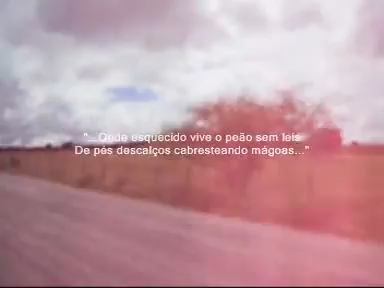 "...Onde esquecido vive o peão sem leis
De pés descalços cabresteando mágoas..."